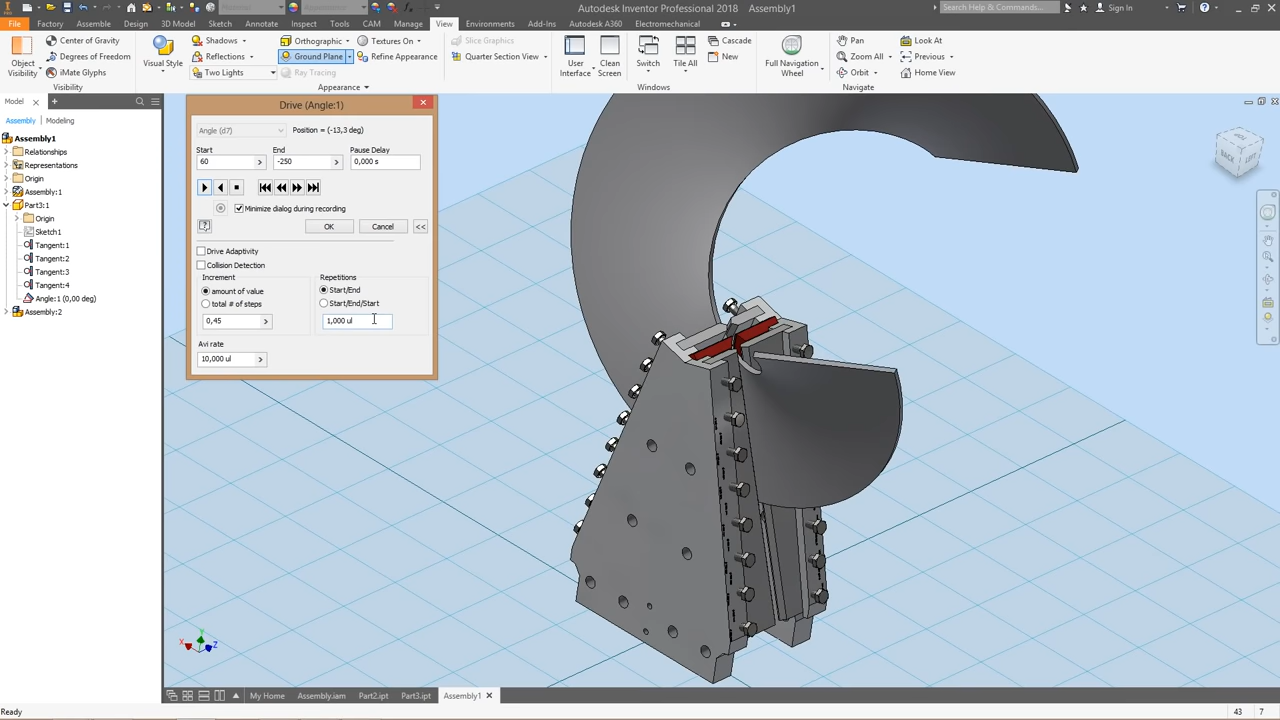 Autodesk Inventor Professional 2018 Assembly1
Search Help & Commands...
Sign In
File
Factory
Assemble
Design
3D Model
Sketch
Annotate
Inspect
Tools
CAM
Manage
View
Environments
Add-Ins
Autodesk A360
Electromechanical
Object Visibility
Center of Gravity
Degrees of Freedom
iMate Glyphs
Visibility
Visual Style
Shadows
Reflections
Two Lights
Orthographic
Ground Plane
Ray Tracing
Textures On
Refine Appearance
Appearance
Slice Graphics
Quarter Section View
User Interface
Clean Screen
Switch
Tile All
Cascade
New
Windows
Full Navigation Wheel
Pan
Zoom All
Orbit
Look At
Previous
Home View
Navigate
Model
Assembly
Modeling
Assembly1
Relationships
Representations
Origin
Assembly:1
Part3:1
Origin
Sketch1
Tangent:1
Tangent:2
Tangent:3
Tangent:4
Angle:1 (0,00 deg)
Assembly:2
Drive (Angle:1)
Angle (d7)
Position = (-13,3 deg)
Start
End
Pause Delay
60
-250
0,000 s
Minimize dialog during recording
OK
Cancel
<<
Drive Adaptivity
Collision Detection
Increment
amount of value
total # of steps
0,45
Repetitions
Start/End
Start/End/Start
1,000 ul
Avi rate
10,000 ul
BACK
LEFT
X
Y
Z
My Home
Assembly.iam
Part2.ipt
Part3.ipt
Assembly1
Ready
43
7